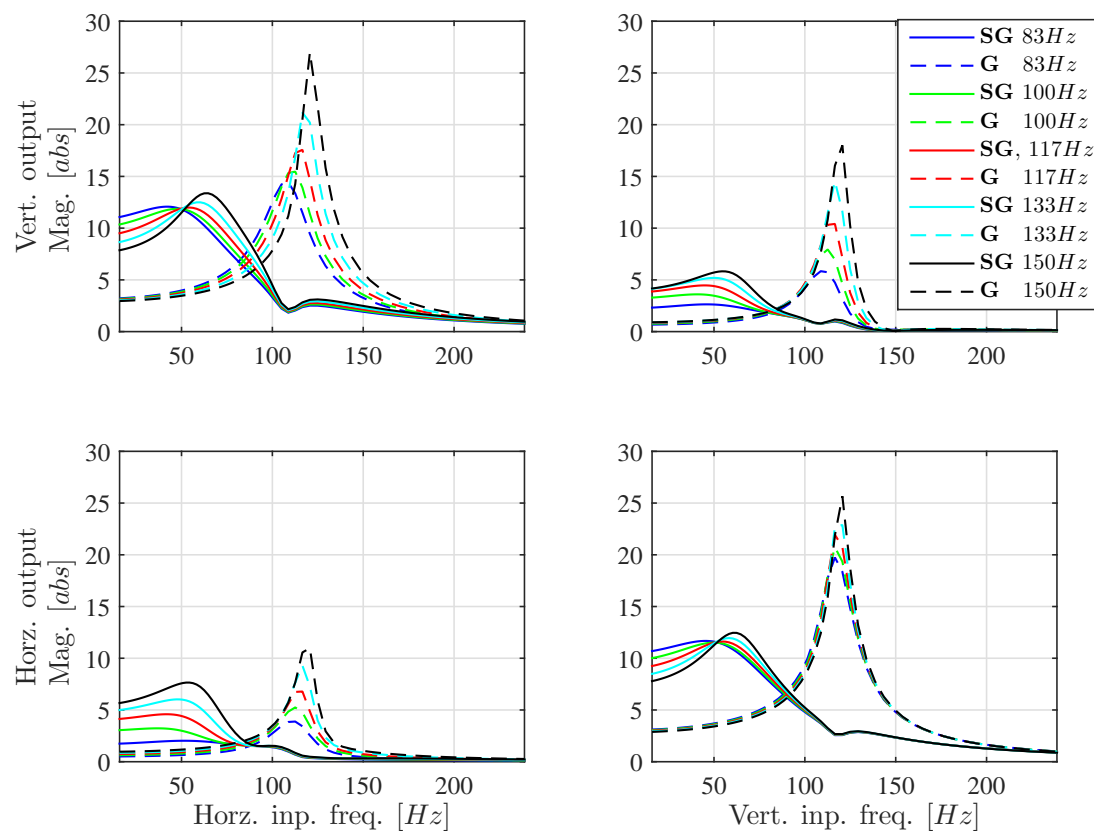 30
25
20
15
10
5
0
50
100
150
200
Vert. output
Mag. [abs]
30
25
20
15
10
5
0
50
100
150
200
SG 83Hz
G 83Hz
SG 100Hz
G 100Hz
SG, 117Hz
G 117Hz
SG 133Hz
G 133Hz
SG 150Hz
G 150Hz
30
25
20
15
10
5
0
50
100
150
200
Horz. output
Mag. [abs]
Horz. inp. freq. [Hz]
30
25
20
15
10
5
0
50
100
150
200
Vert. inp. freq. [Hz]